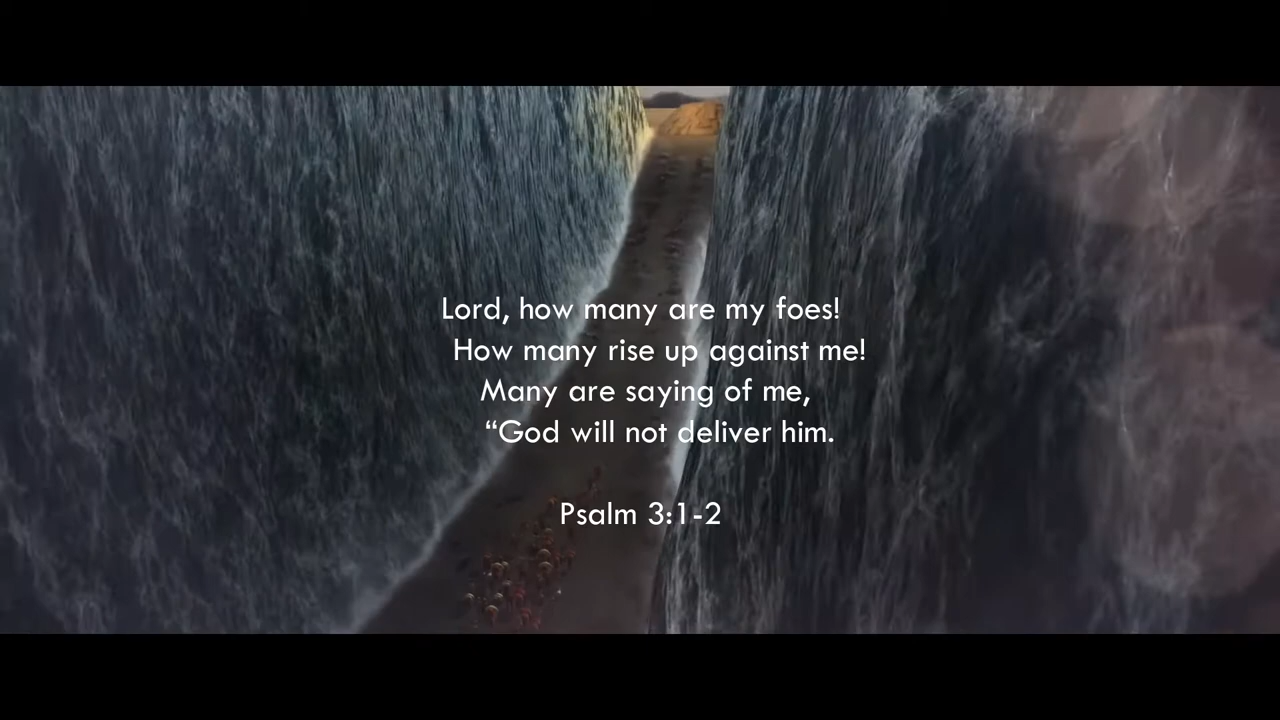 Lord, how many are my foes!
How many rise up against me!
Many are saying of me,
“God will not deliver him.
Psalm 3:1-2